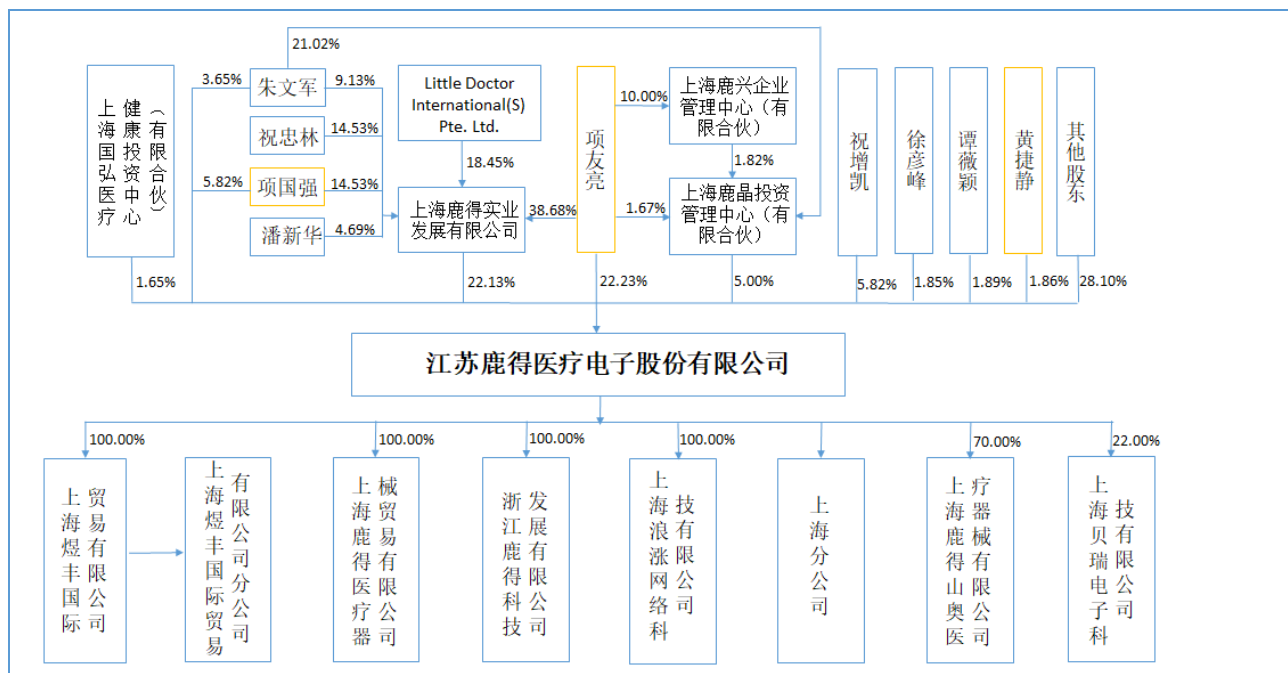 21.02%
上海国弘医疗
健康投资中心
（有限合伙）
3.65%
朱文军
9.13%
祝忠林
14.53%
5.82%
项国强
14.53%
潘新华
4.69%
Little Doctor
International(S)
Pte. Ltd.
18.45%
上海鹿得实业
发展有限公司
38.68%
项友亮
10.00%
上海鹿兴企业
管理中心（有
限合伙）
1.82%
1.67%
上海鹿晶投资
管理中心（有
限合伙）
祝增凯
徐彦峰
谭薇颖
黄捷静
其他股东
1.65%
22.13%
22.23%
5.00%
5.82%
1.85%
1.89%
1.86%
28.10%
江苏鹿得医疗电子股份有限公司
100.00%
100.00%
100.00%
100.00%
70.00%
22.00%
上海煜丰国际
贸易有限公司
上海煜丰国际贸易
有限公司分公司
上海鹿得医疗器
械贸易有限公司
浙江鹿得科技
发展有限公司
上海浪涨网络科
技有限公司
上海分公司
上海鹿得山奥医
疗器械有限公司
上海贝瑞电子科
技有限公司